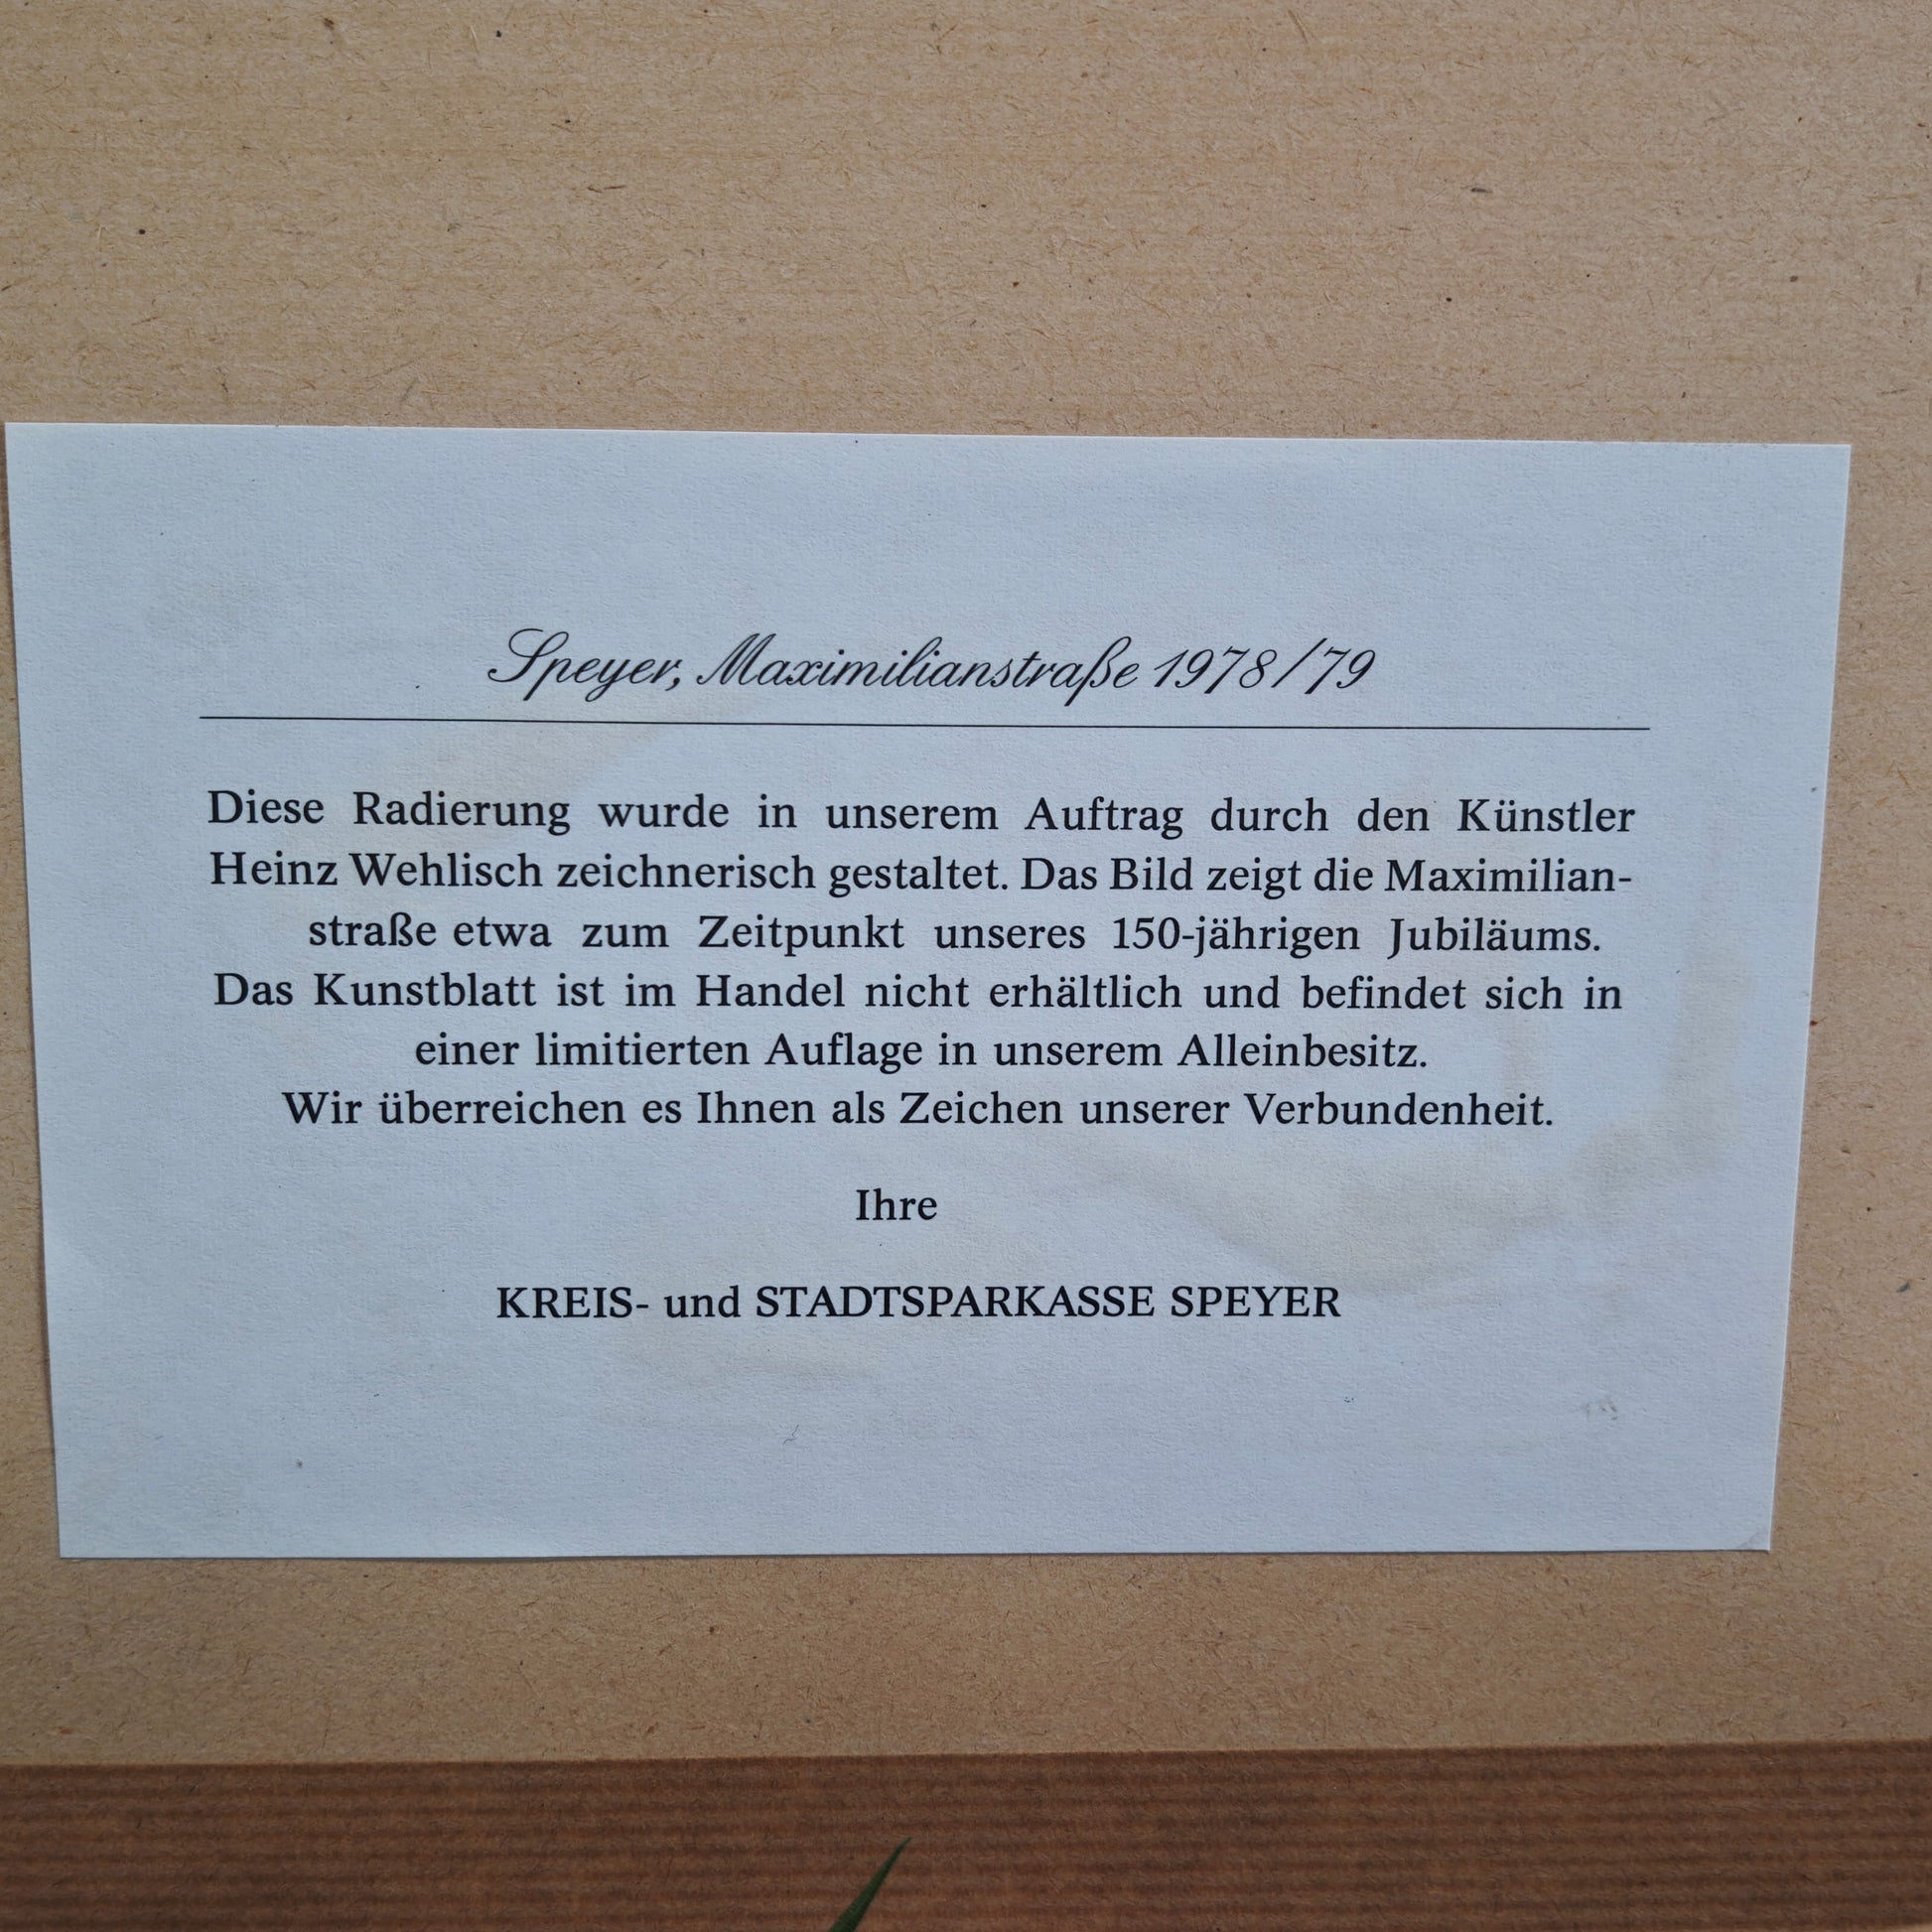 Speyer, Maximilianstraße 1978/79
Diese Radierung wurde in unserem Auftrag durch den Künstler
Heinz Wehlisch zeichnerisch gestaltet. Das Bild zeigt die Maximilian-
straße etwa zum Zeitpunkt unseres 150-jährigen Jubiläums.
Das Kunstblatt ist im Handel nicht erhältlich und befindet sich in
einer limitierten Auflage in unserem Alleinbesitz.
Wir überreichen es Ihnen als Zeichen unserer Verbundenheit.
Ihre
KREIS- und STADTSPARKASSE SPEYER